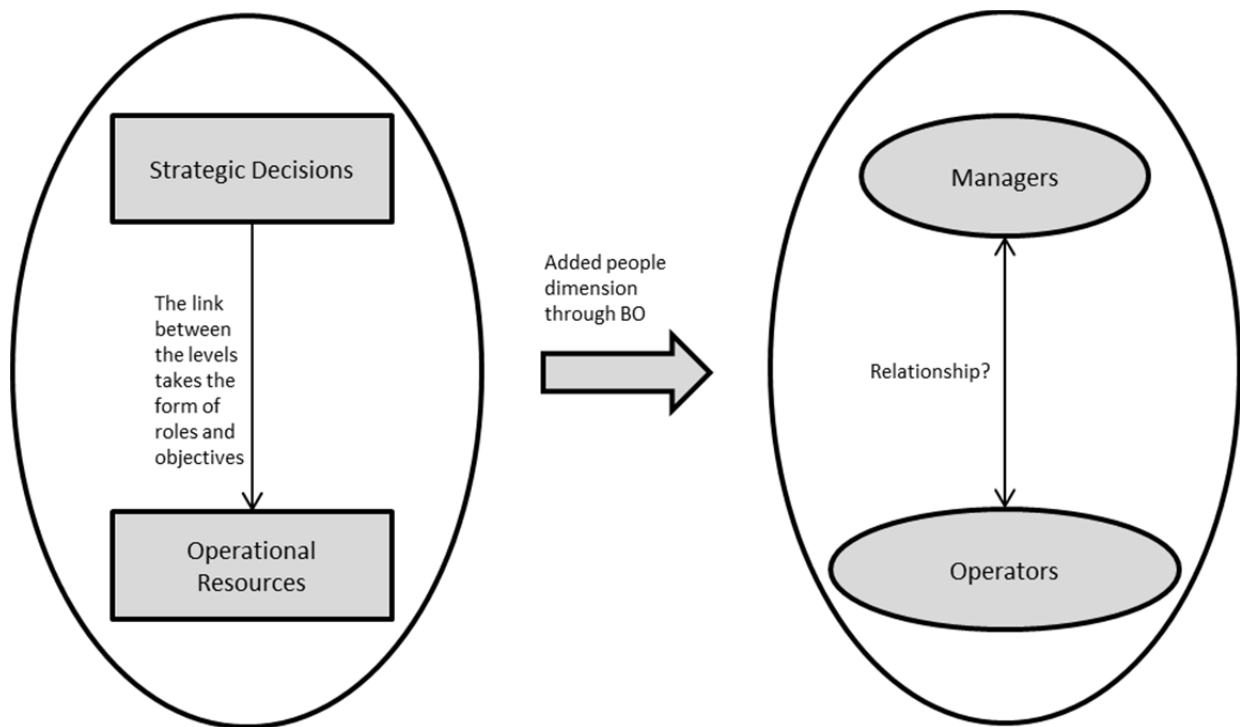 Strategic Decisions
The link
between
the levels
takes the
form of
roles and
objectives
Operational
Resources
Added people
dimension
through BO
Managers
Relationship?
Operators